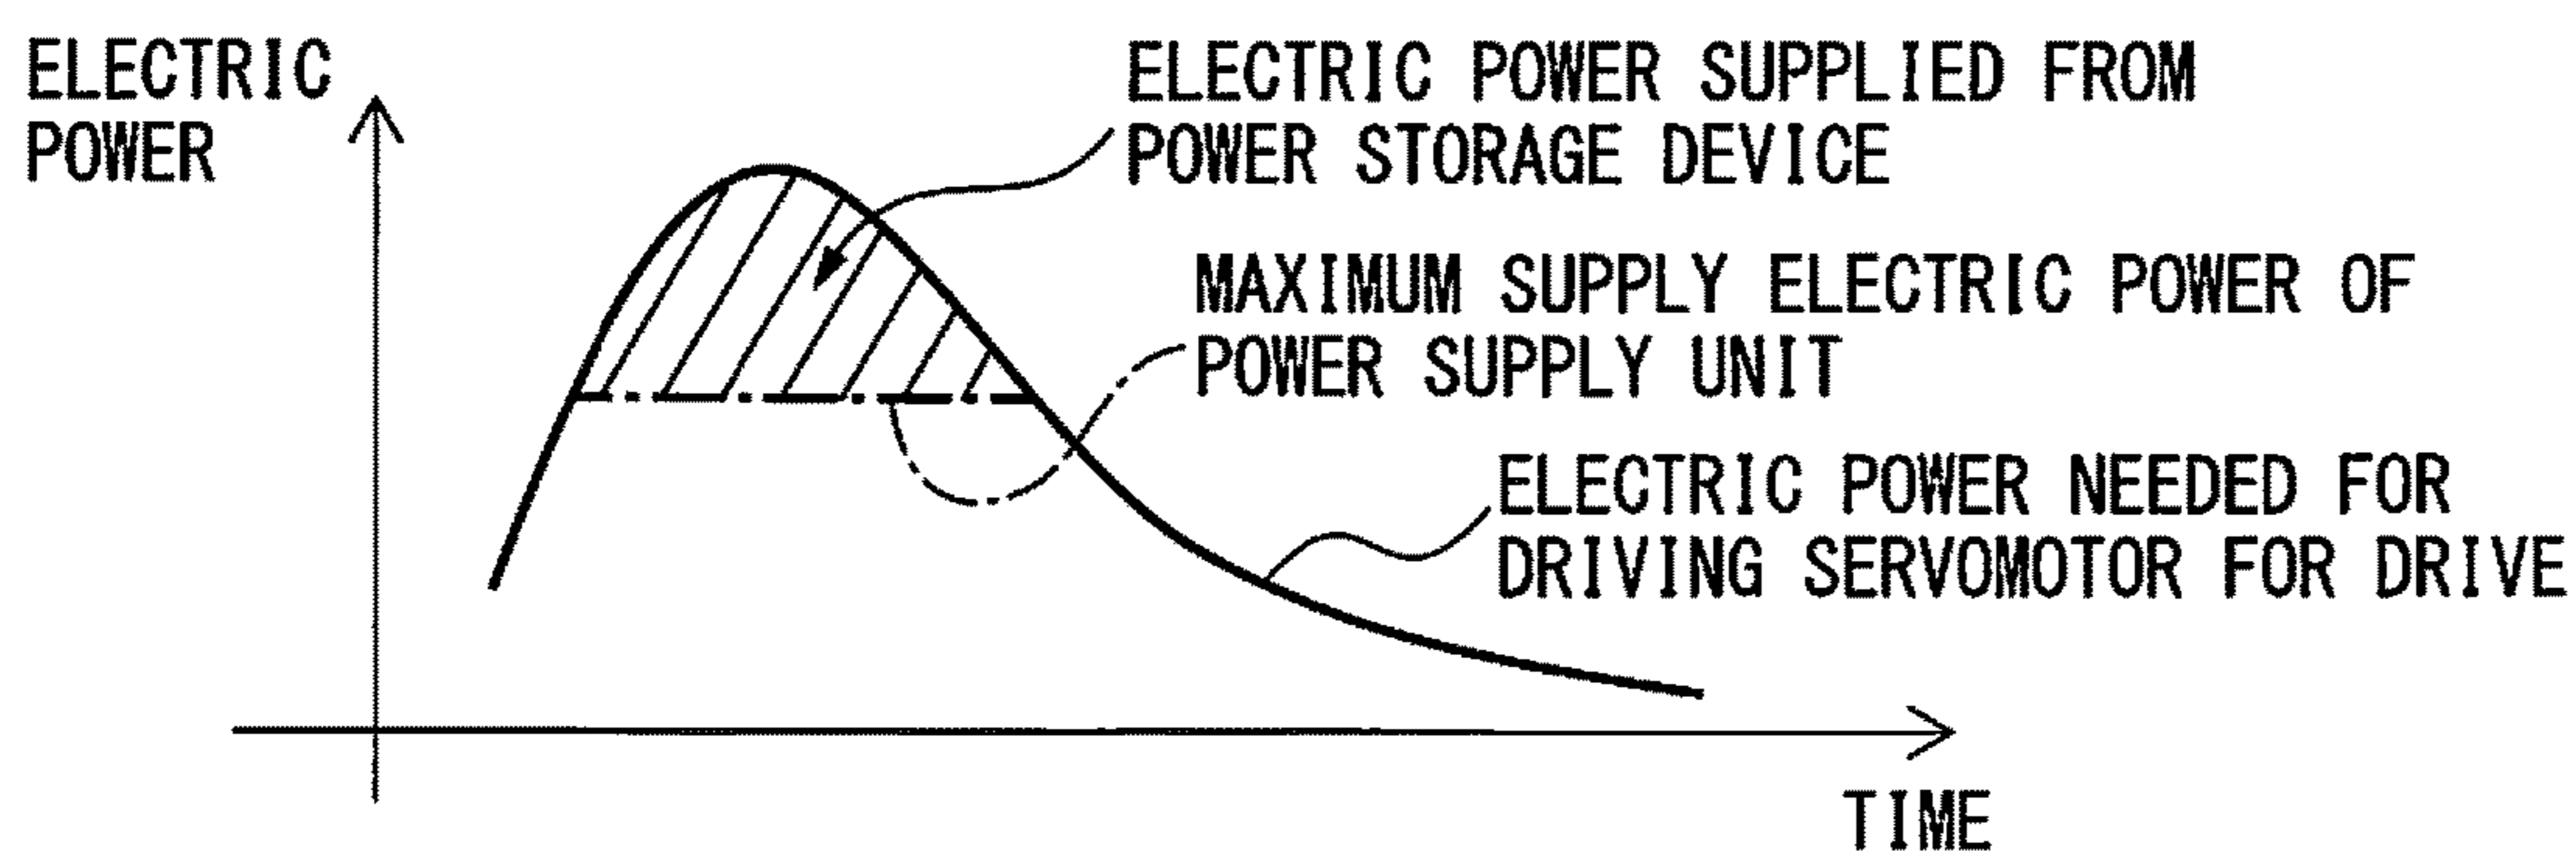 ELECTRIC
POWER
ELECTRIC POWER SUPPLIED FROM
POWER STORAGE DEVICE
MAXIMUM SUPPLY ELECTRIC POWER OF
POWER SUPPLY UNIT
ELECTRIC POWER NEEDED FOR
DRIVING SERVOMOTOR FOR DRIVE
TIME